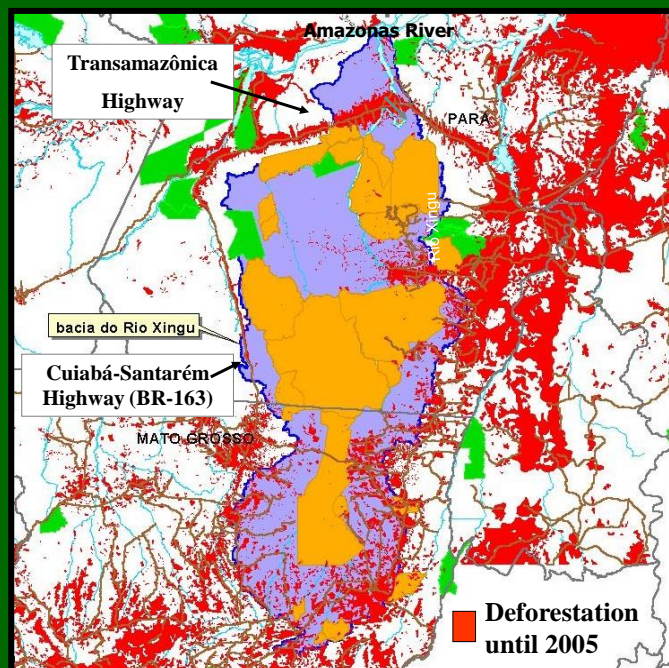 Amazonas River
Transamazônica
Highway
PARÁ
Rio Xingu
bacia do Rio Xingu
Cuiabá-Santarém
Highway (BR-163)
MATO GROSSO
Deforestation
until 2005